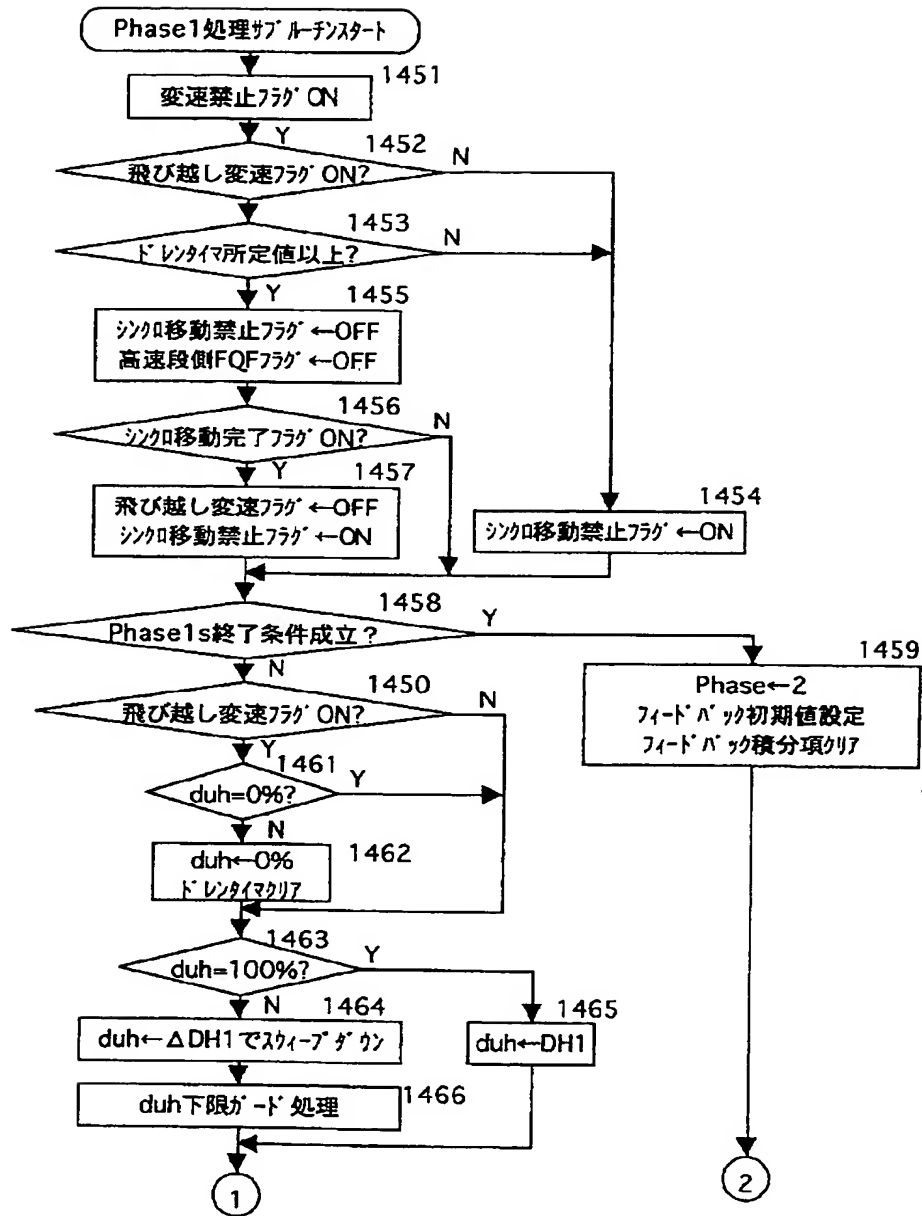 Phase1処理サブルーチンスタート
1451
変速禁止フラグON
Y
1452
N
飛び越し変速フラグON?
1453
N
ドレンタイマ所定値以上?
Y
1455
シンクロ移動禁止フラグ←OFF
高速段側FQFフラグ←OFF
1456
N
シンクロ移動完了フラグON?
Y
1457
飛び越し変速フラグ←OFF
シンクロ移動禁止フラグ←ON
1454
シンクロ移動禁止フラグ←ON
1458
Y
Phase1s終了条件成立?
N
1459
Phase←2
フィードバック初期値設定
フィードバック積分項クリア
1450
N
飛び越し変速フラグON?
Y
1461
Y
duh=0%?
N
1462
duh←0%
ドレンタイマクリア
1463
Y
duh=100%?
N
1464
duh←ΔDH1でスウィープダウン
1465
duh←DH1
1466
duh下限ガード処理
1
2